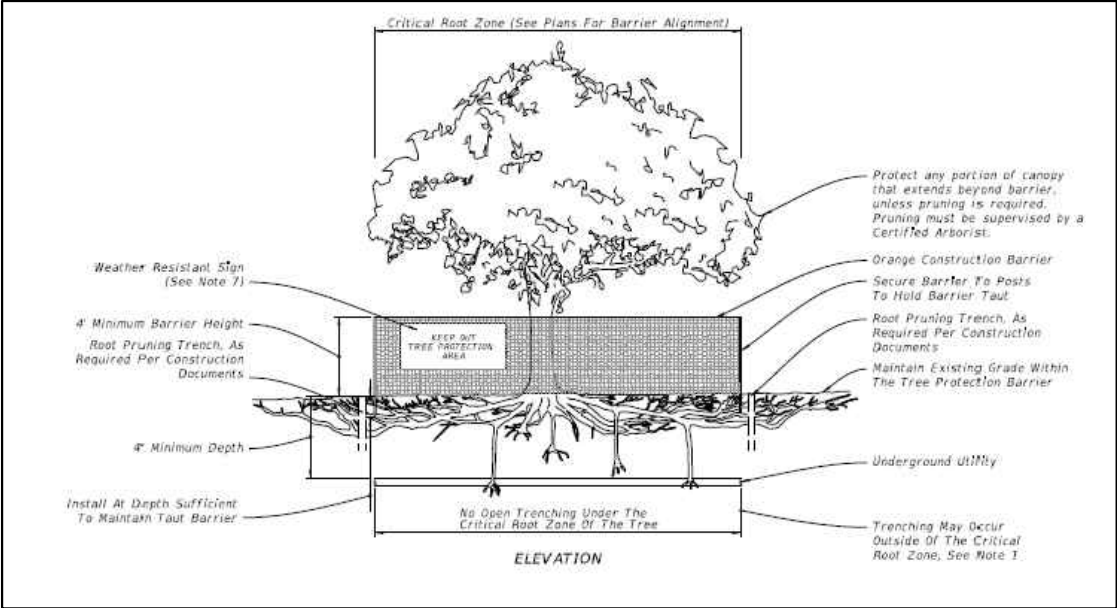 Critical Root Zone (See Plans For Barrier Alignment)
Protect any portion of canopy
that extends beyond barrier,
unless pruning is required.
Pruning must be supervised by a
Certified Arborist.
Weather Resistant Sign
(See Note 7)
Orange Construction Barrier
Secure Barrier To Posts
To Hold Barrier Taut
4' Minimum Barrier Height
Root Pruning Trench, As
Required Per Construction
Documents
KEEP OUT
TREE PROTECTION
AREA
Root Pruning Trench, As
Required Per Construction
Documents
Maintain Existing Grade Within
The Tree Protection Barrier
4' Minimum Depth
Underground Utility
Install At Depth Sufficient
To Maintain Taut Barrier
No Open Trenching Under The
Critical Root Zone Of The Tree
Trenching May Occur
Outside Of The Critical
Root Zone, See Note 1
ELEVATION